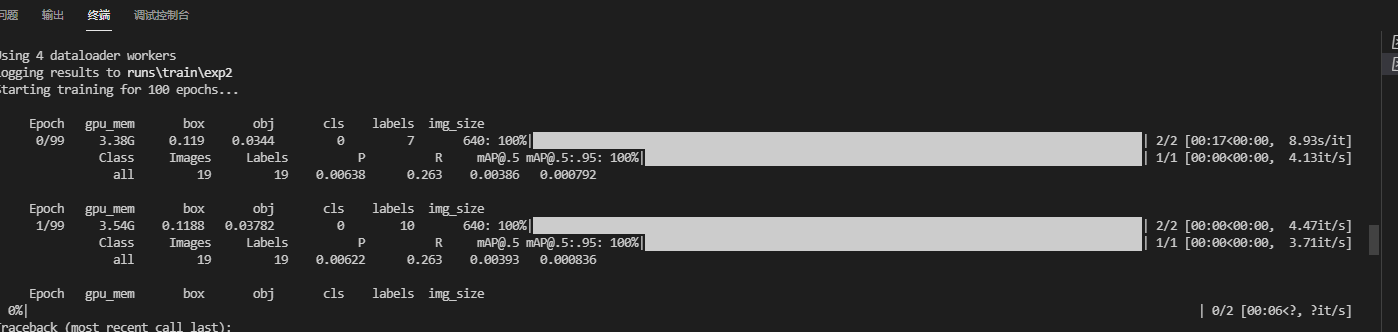 问题 输出 终端 调试控制台
Using 4 dataloader workers
Logging results to runs\train\exp2
Starting training for 100 epochs...
Epoch gpu_mem box obj cls labels img_size
0/99 3.38G 0.119 0.0344 0 7 640: 100%| | 2/2 [00:17<00:00, 8.93s/it]
Class Images Labels P R mAP@.5 mAP@.5:.95: 100%| | 1/1 [00:00<00:00, 4.13it/s]
all 19 19 0.00638 0.263 0.00386 0.000792
Epoch gpu_mem box obj cls labels img_size
1/99 3.54G 0.1188 0.03782 0 10 640: 100%| | 2/2 [00:00<00:00, 4.47it/s]
Class Images Labels P R mAP@.5 mAP@.5:.95: 100%| | 1/1 [00:00<00:00, 3.71it/s]
all 19 19 0.00622 0.263 0.00393 0.000836
Epoch gpu_mem box obj cls labels img_size
0%| | 0/2 [00:06<?, ?it/s]
Traceback (most recent call last):